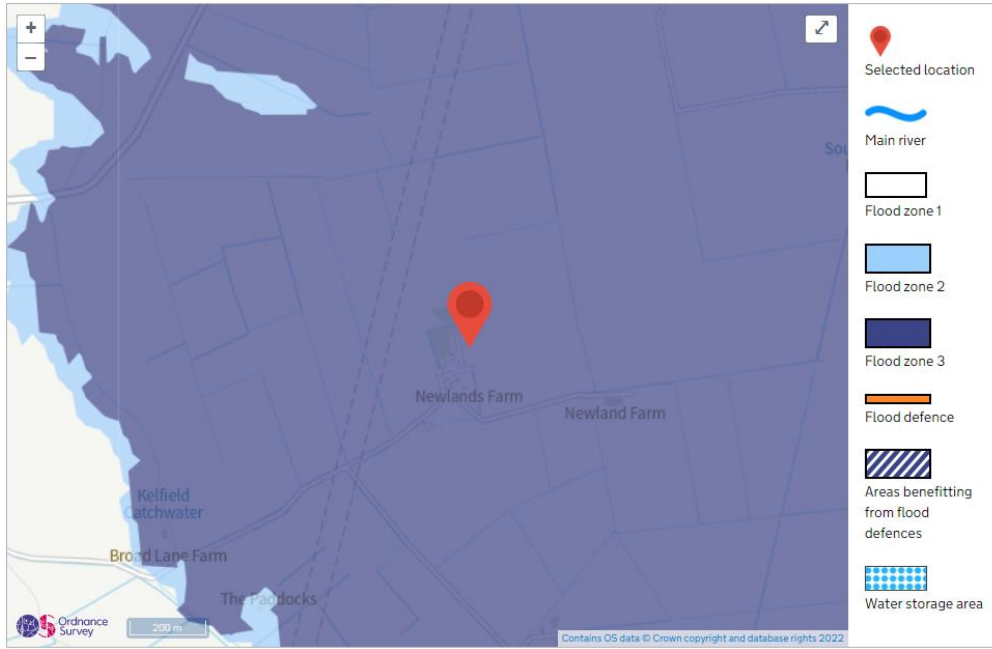 +
−
Sou
Newlands Farm
Newland Farm
Kelfield
Catchwater
Broad Lane Farm
The Paddocks
Ordnance
Survey
200 m
Contains OS data © Crown copyright and database rights 2022
Selected location
Main river
Flood zone 1
Flood zone 2
Flood zone 3
Flood defence
Areas benefitting
from flood
defences
Water storage area